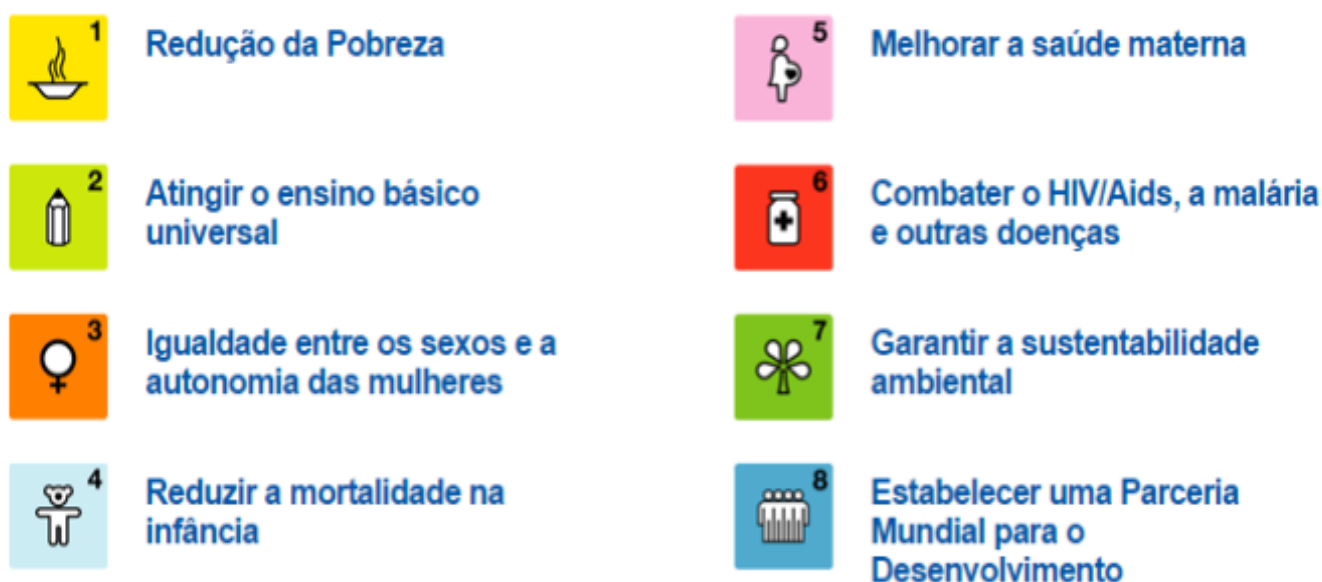 1
Redução da Pobreza
2
Atingir o ensino básico
universal
3
Igualdade entre os sexos e a
autonomia das mulheres
4
Reduzir a mortalidade na
infância
5
Melhorar a saúde materna
6
Combater o HIV/Aids, a malária
e outras doenças
7
Garantir a sustentabilidade
ambiental
8
Estabelecer uma Parceria
Mundial para o
Desenvolvimento